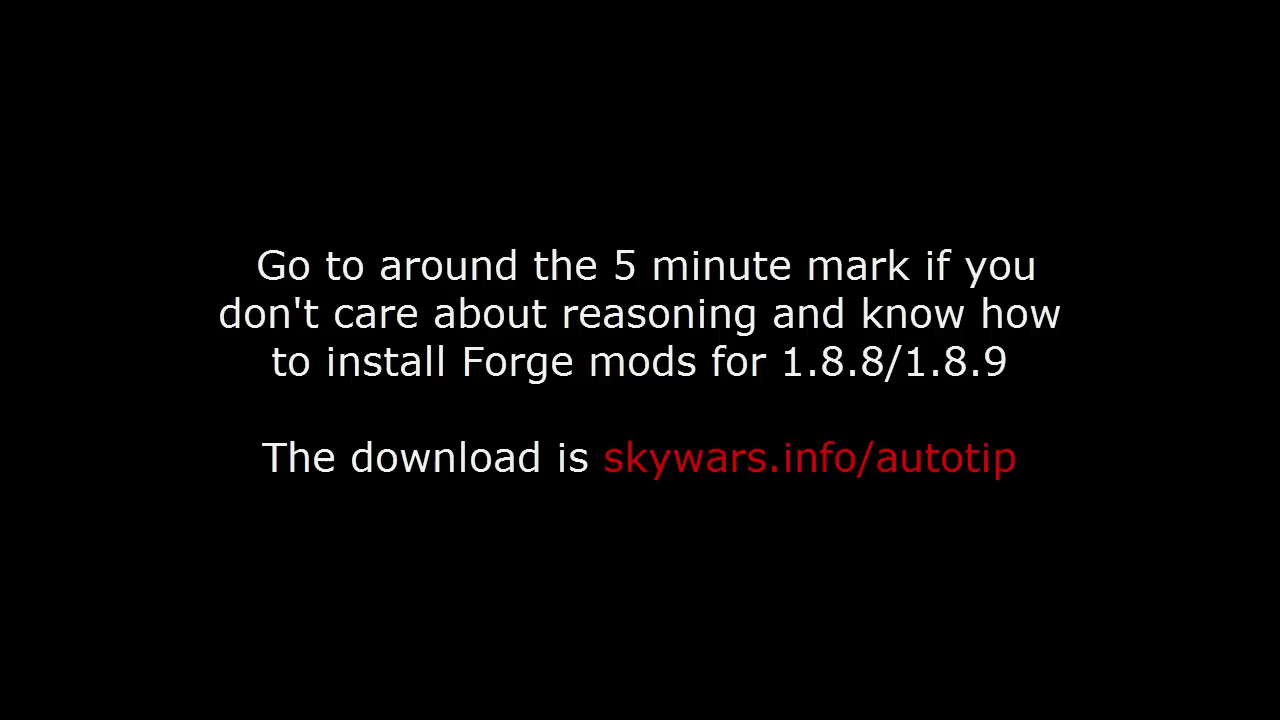 Go to around the 5 minute mark if you
don't care about reasoning and know how
to install Forge mods for 1.8.8/1.8.9
The download is skywars.info/autotip